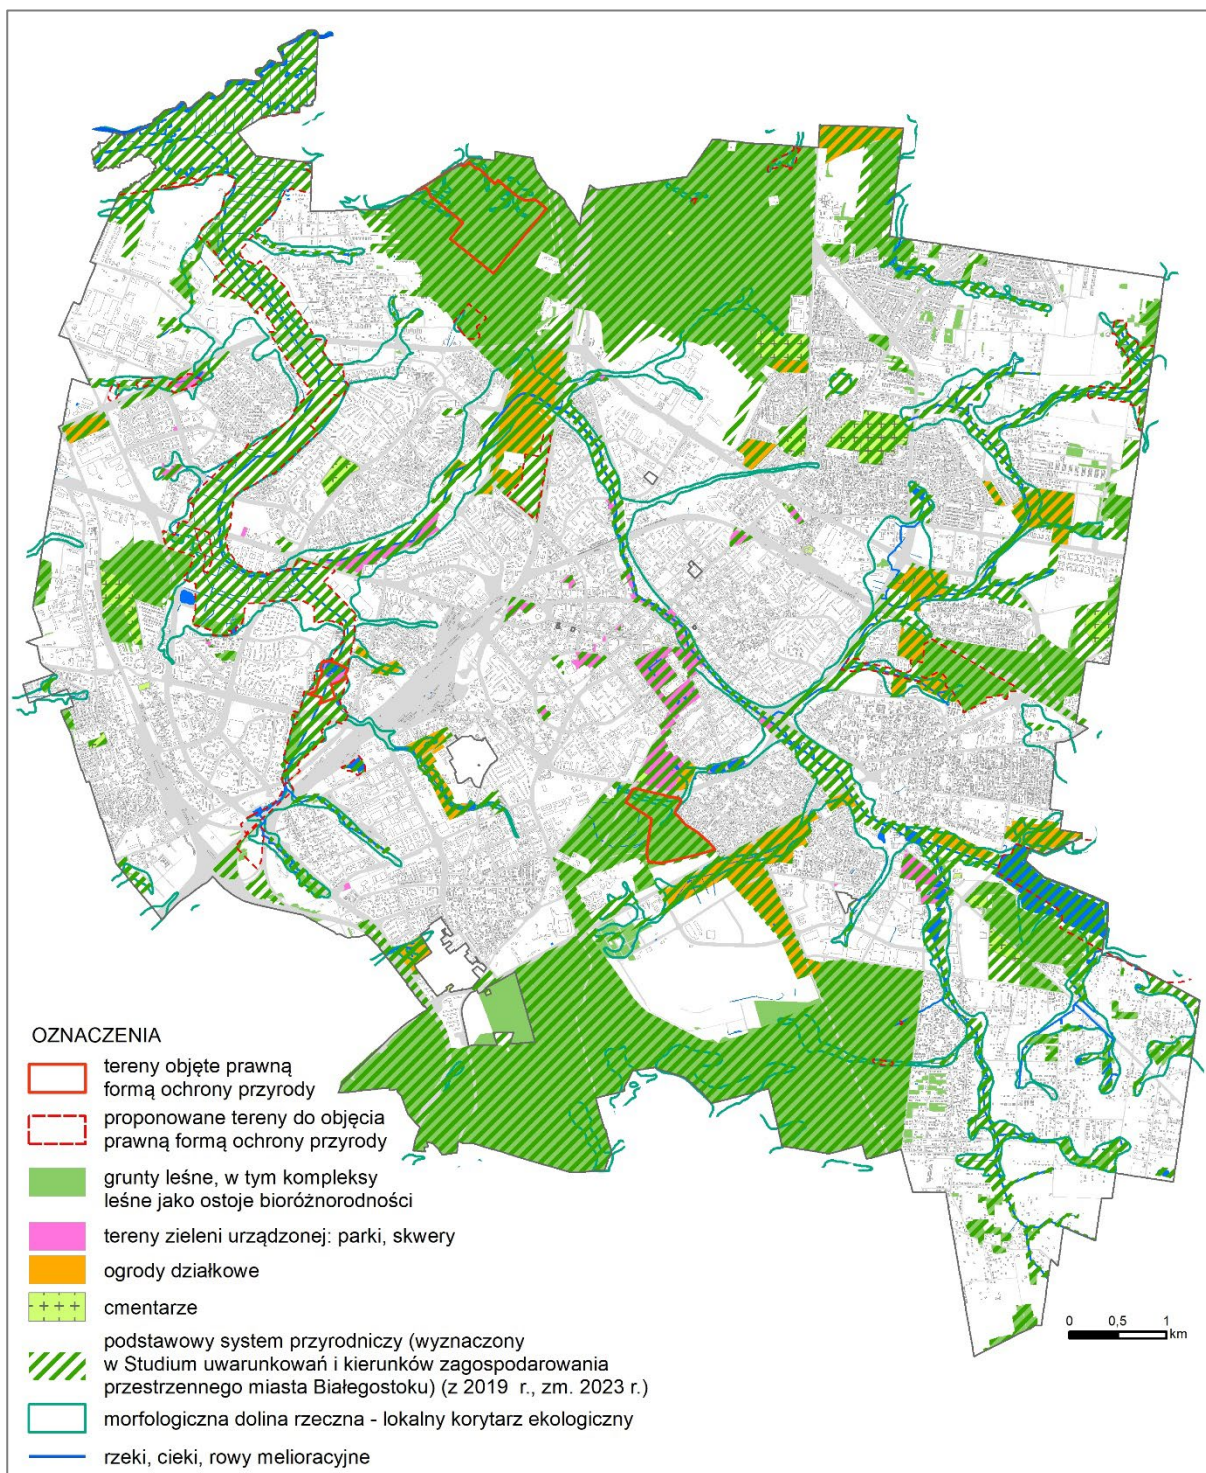 OZNACZENIA
tereny objęte prawną
formą ochrony przyrody
proponowane tereny do objęcia
prawną formą ochrony przyrody
grunty leśne, w tym kompleksy
leśne jako ostoje bioróżnorodności
tereny zieleni urządzonej: parki, skwery
ogrody działkowe
cmentarze
podstawowy system przyrodniczy (wyznaczony
w Studium uwarunkowań i kierunków zagospodarowania
przestrzennego miasta Białegostoku) (z 2019 r., zm. 2023 r.)
morfologiczna dolina rzeczna - lokalny korytarz ekologiczny
rzeki, cieki, rowy melioracyjne
0 0,5 1
km